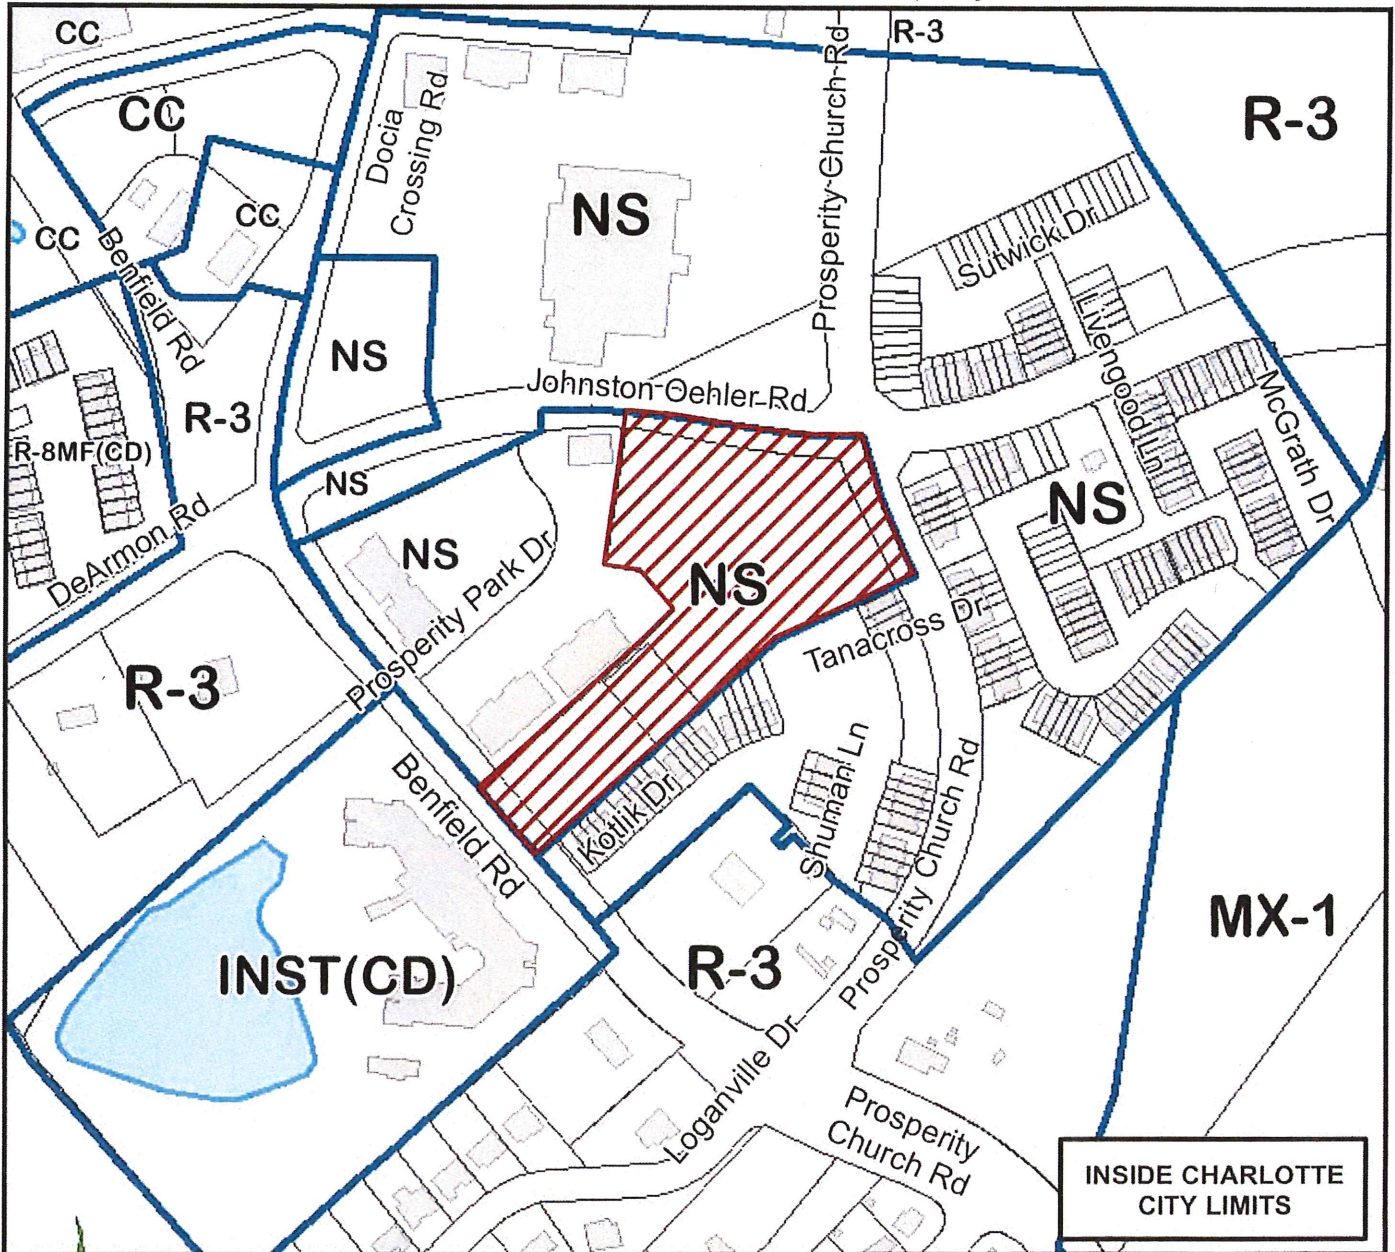 CC
R-3
CC
R-3
Docia
Crossing Rd
Prosperity-Church-Rd
NS
CC
CC
Benfield Rd
Sutwick Dr
Livengood Ln
NS
Johnston-Oehler-Rd
McGrath Dr
R-3
R-8MF(CD)
NS
NS
DeArmon Rd
NS
Prosperity Park Dr
NS
Tanacross Dr
R-3
Benfield Rd
Kotlik Dr
Shuman Ln
Prosperity Church Rd
MX-1
INST(CD)
R-3
Loganville Dr
Prosperity
Church Rd
INSIDE CHARLOTTE
CITY LIMITS